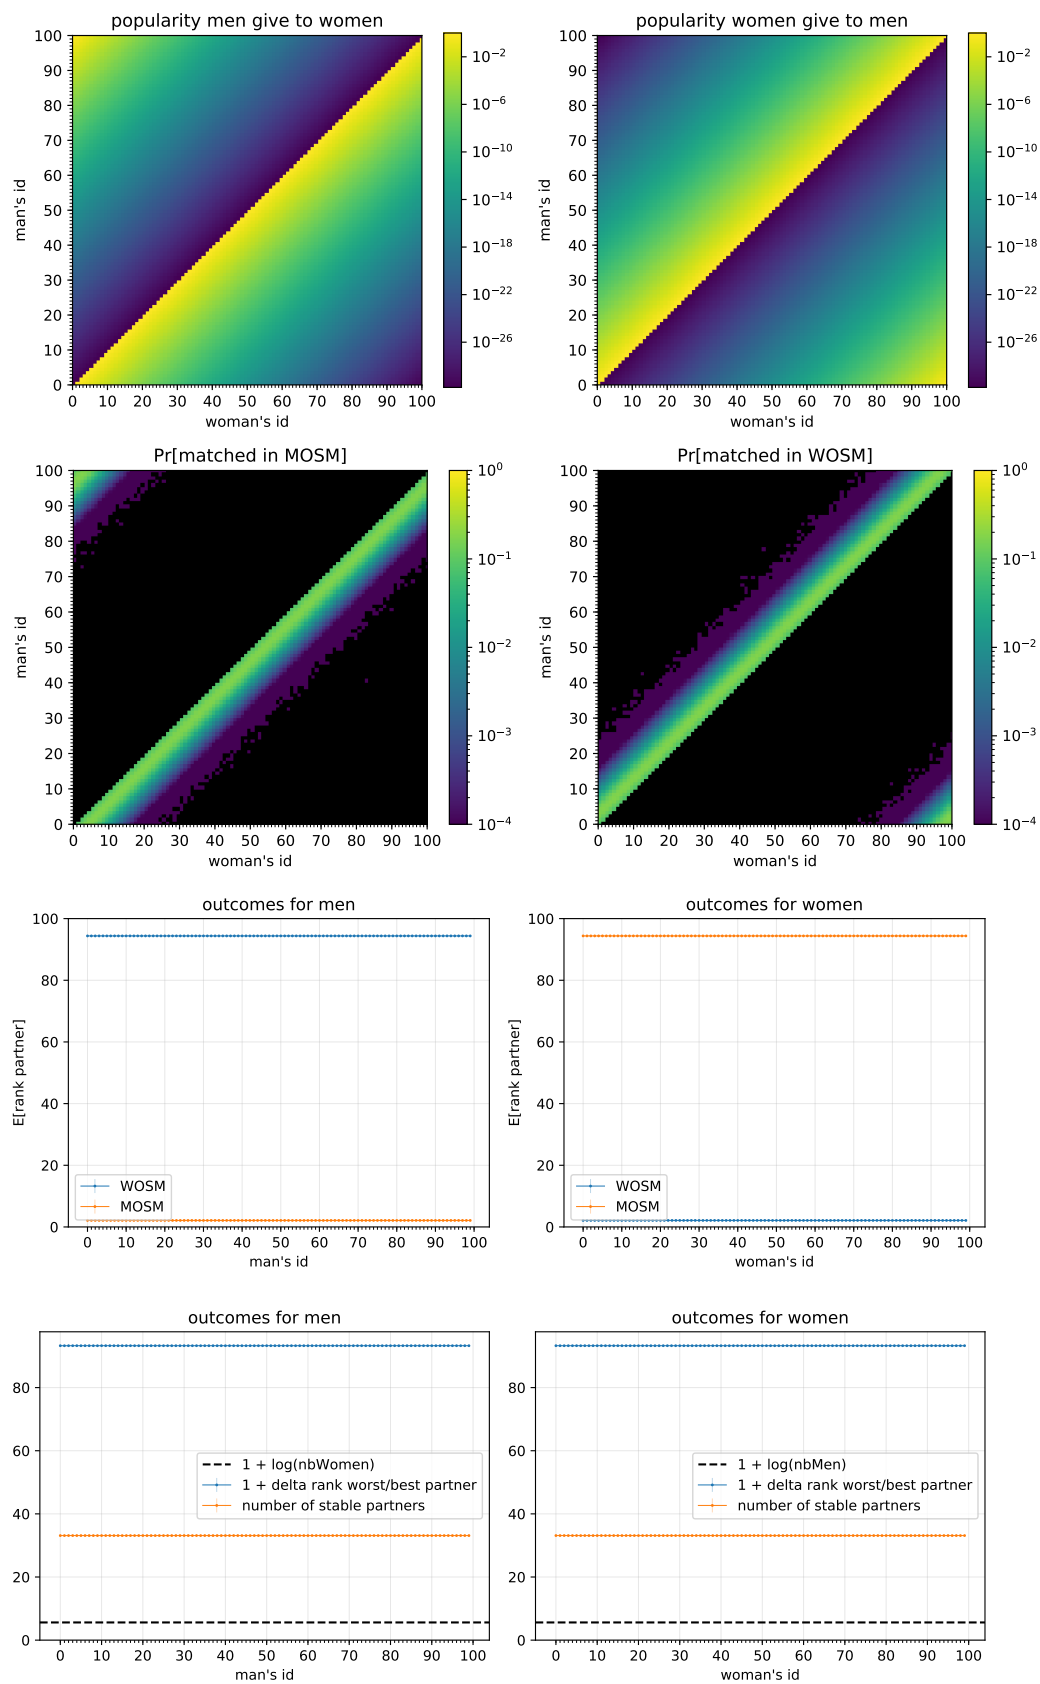 popularity men give to women
popularity women give to men
100
90
80
70
60
50
40
30
20
10
0
man's id
0 10 20 30 40 50 60 70 80 90 100
woman's id
10⁻²
10⁻⁶
10⁻¹⁰
10⁻¹⁴
10⁻¹⁸
10⁻²²
10⁻²⁶
100
90
80
70
60
50
40
30
20
10
0
man's id
0 10 20 30 40 50 60 70 80 90 100
woman's id
10⁻²
10⁻⁶
10⁻¹⁰
10⁻¹⁴
10⁻¹⁸
10⁻²²
10⁻²⁶
Pr[matched in MOSM]
Pr[matched in WOSM]
100
90
80
70
60
50
40
30
20
10
0
man's id
0 10 20 30 40 50 60 70 80 90 100
woman's id
10⁰
10⁻¹
10⁻²
10⁻³
10⁻⁴
100
90
80
70
60
50
40
30
20
10
0
man's id
0 10 20 30 40 50 60 70 80 90 100
woman's id
10⁰
10⁻¹
10⁻²
10⁻³
10⁻⁴
outcomes for men
100
80
60
40
20
0
E[rank partner]
WOSM
MOSM
0 10 20 30 40 50 60 70 80 90 100
man's id
outcomes for women
100
80
60
40
20
0
E[rank partner]
WOSM
MOSM
0 10 20 30 40 50 60 70 80 90 100
woman's id
outcomes for men
80
60
40
20
0
1 + log(nbWomen)
1 + delta rank worst/best partner
number of stable partners
0 10 20 30 40 50 60 70 80 90 100
man's id
outcomes for women
80
60
40
20
0
1 + log(nbMen)
1 + delta rank worst/best partner
number of stable partners
0 10 20 30 40 50 60 70 80 90 100
woman's id